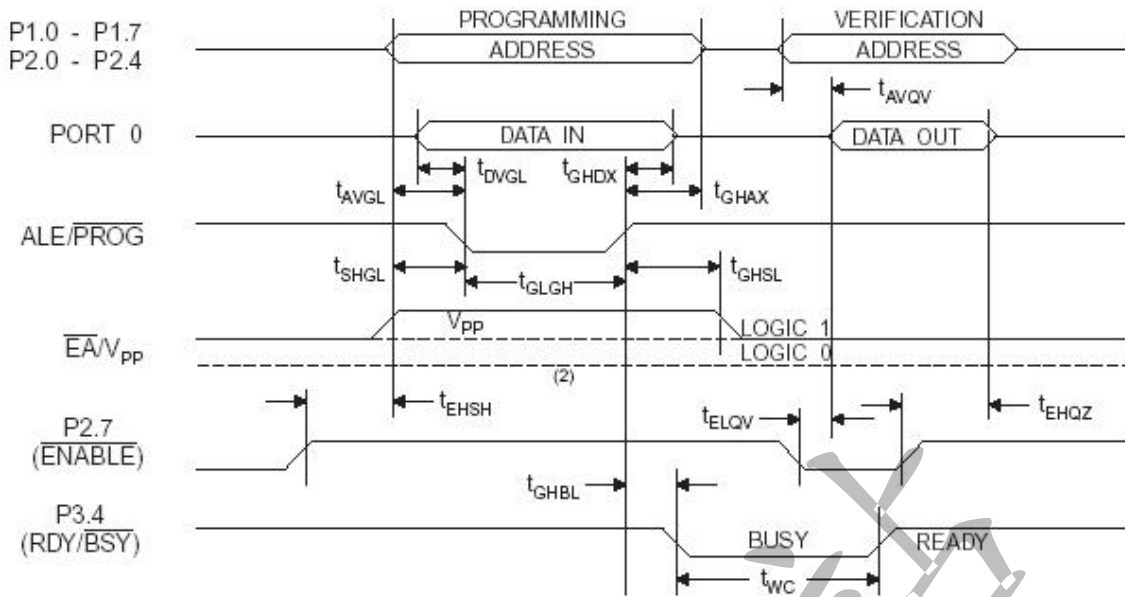 PROGRAMMING VERIFICATION
P1.0 - P1.7
P2.0 - P2.4
ADDRESS ADDRESS
tAVQV
PORT 0 DATA IN DATA OUT
tDVGL tGHDX
tAVGL tGHAX
ALE/PROG
tSHGL tGLGH tGHSL
VPP LOGIC 1
EA/VPP LOGIC 0
(2)
tEHSH tELQV tEHQZ
P2.7
(ENABLE)
tGHBL
P3.4
(RDY/BSY) BUSY READY
tWC